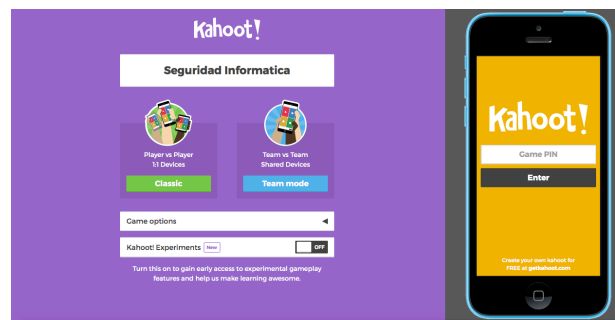 Kahoot!
Seguridad Informatica
Player vs Player
1:1 Devices
Classic
Team vs Team
Shared Devices
Team mode
Game options
Kahoot! Experiments New OFF
Turn this on to gain early access to experimental gameplay
features and help us make learning awesome.
Kahoot!
Game PIN
Enter
Create your own kahoot for
FREE at getkahoot.com